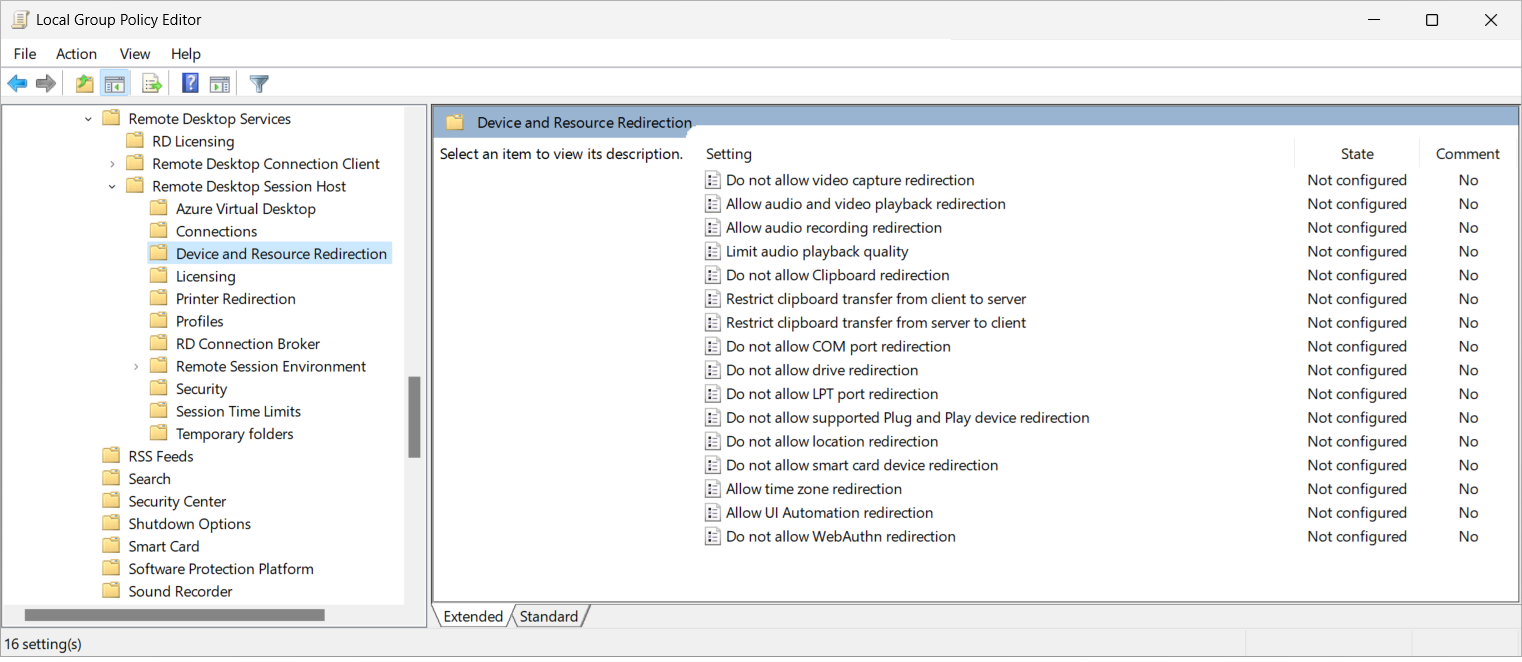 Local Group Policy Editor
File Action View Help
Remote Desktop Services
RD Licensing
Remote Desktop Connection Client
Remote Desktop Session Host
Azure Virtual Desktop
Connections
Device and Resource Redirection
Licensing
Printer Redirection
Profiles
RD Connection Broker
Remote Session Environment
Security
Session Time Limits
Temporary folders
RSS Feeds
Search
Security Center
Shutdown Options
Smart Card
Software Protection Platform
Sound Recorder
Device and Resource Redirection
Select an item to view its description.
Setting State Comment
Do not allow video capture redirection Not configured No
Allow audio and video playback redirection Not configured No
Allow audio recording redirection Not configured No
Limit audio playback quality Not configured No
Do not allow Clipboard redirection Not configured No
Restrict clipboard transfer from client to server Not configured No
Restrict clipboard transfer from server to client Not configured No
Do not allow COM port redirection Not configured No
Do not allow drive redirection Not configured No
Do not allow LPT port redirection Not configured No
Do not allow supported Plug and Play device redirection Not configured No
Do not allow location redirection Not configured No
Do not allow smart card device redirection Not configured No
Allow time zone redirection Not configured No
Allow UI Automation redirection Not configured No
Do not allow WebAuthn redirection Not configured No
Extended Standard
16 setting(s)